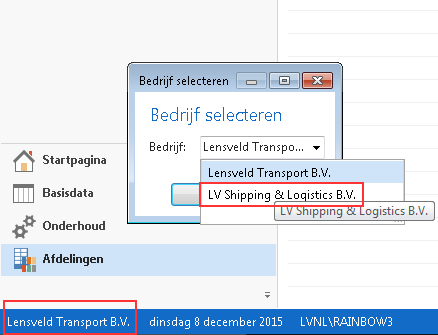 Bedrijf selecteren
Bedrijf selecteren
Bedrijf: Lensveld Transpo...
Lensveld Transport B.V.
LV Shipping & Logistics B.V.
LV Shipping & Logistics B.V.
Startpagina
Basisdata
Onderhoud
Afdelingen
Lensveld Transport B.V. dinsdag 8 december 2015 LVNL\RAINBOW3